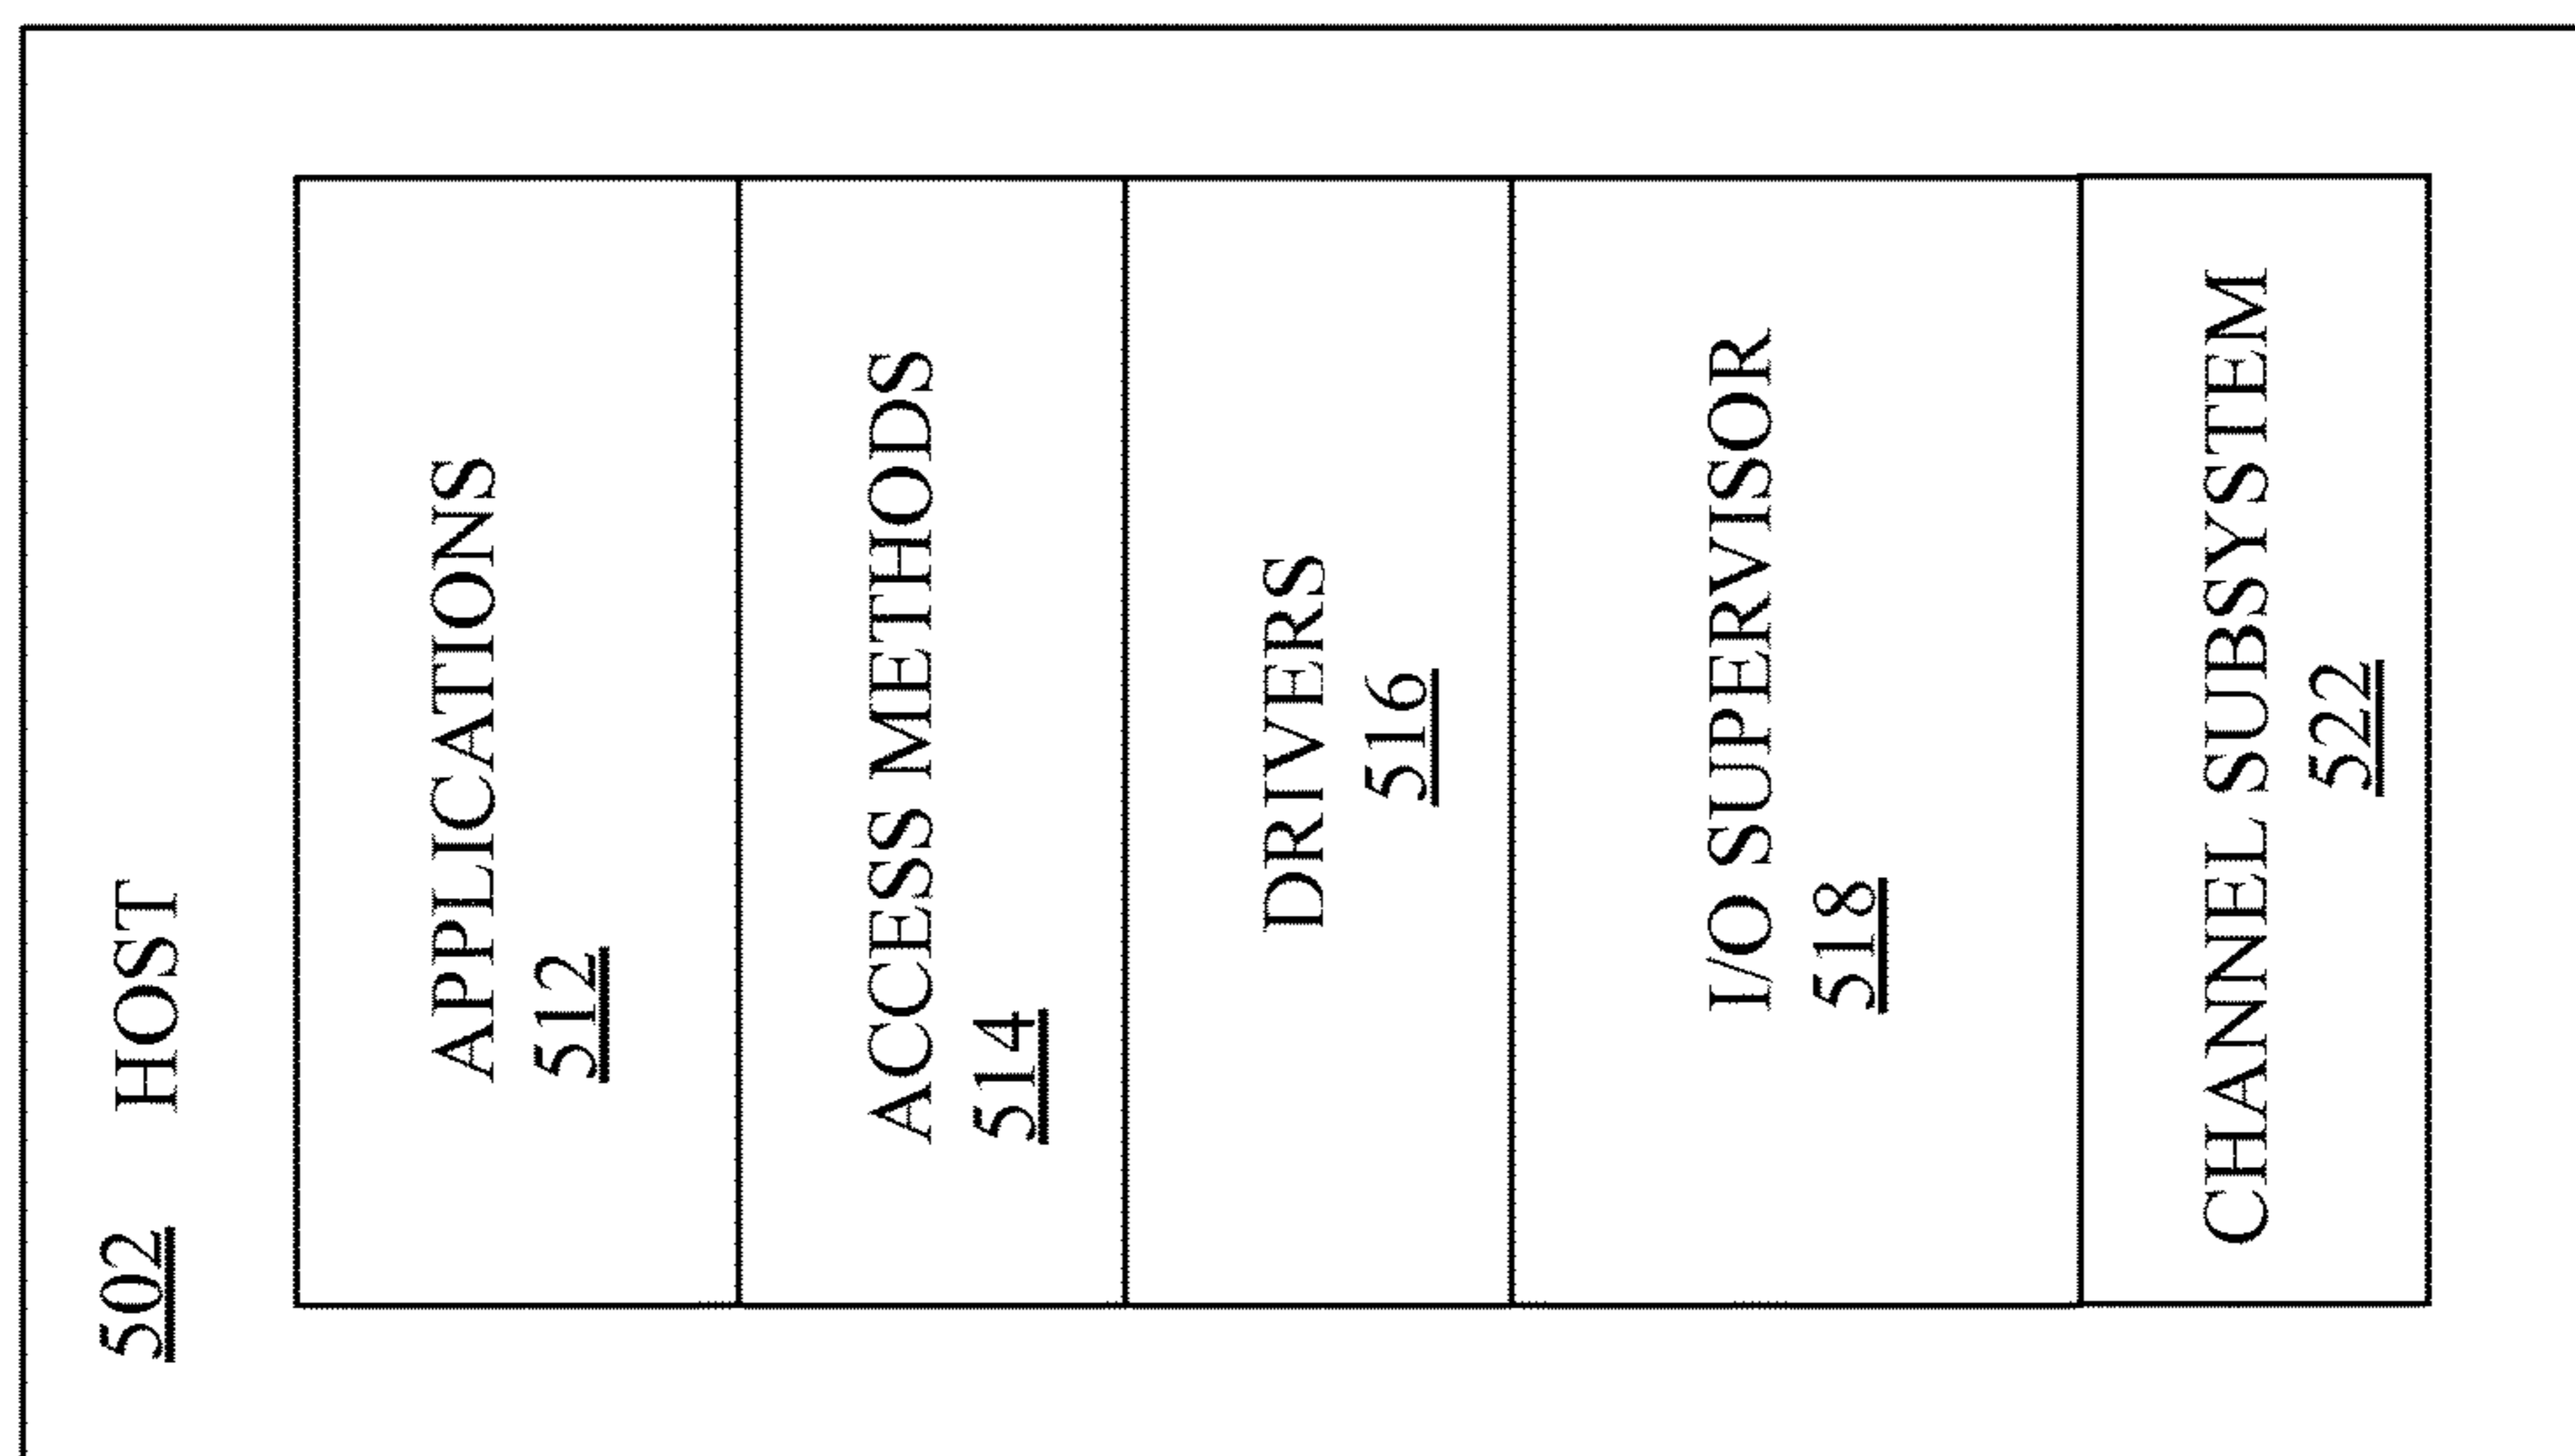 502 HOST
APPLICATIONS
512
ACCESS METHODS
514
DRIVERS
516
I/O SUPERVISOR
518
CHANNEL SUBSYSTEM
522